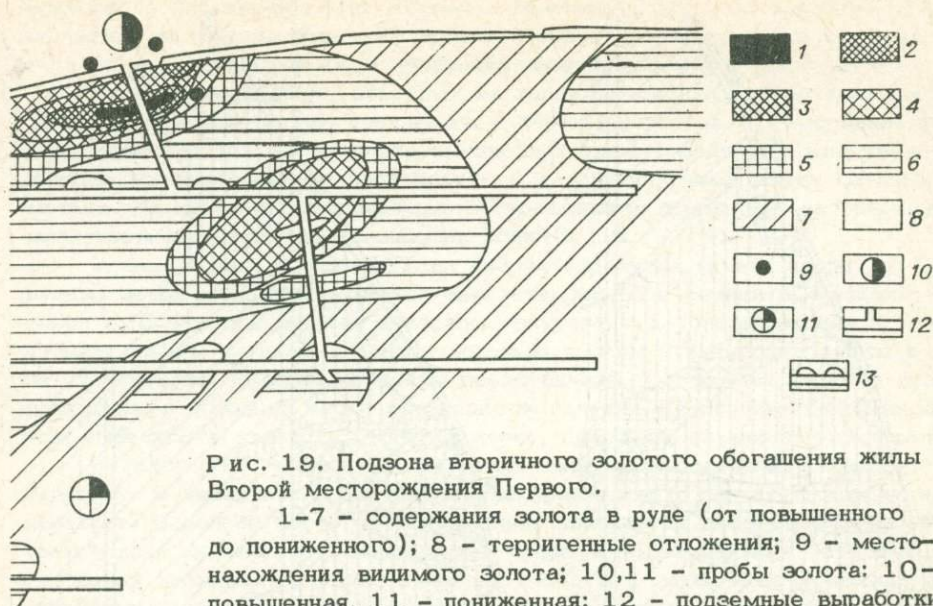 1 2
3 4
5 6
7 8
9 10
11 12
13
Рис. 19. Подзона вторичного золотого обогащения жилы
Второй месторождения Первого.
1-7 - содержания золота в руде (от повышенного
до пониженного); 8 - терригенные отложения; 9 - место-
нахождения видимого золота; 10,11 - пробы золота: 10-
повышенная, 11 - пониженная; 12 - подземные выработки